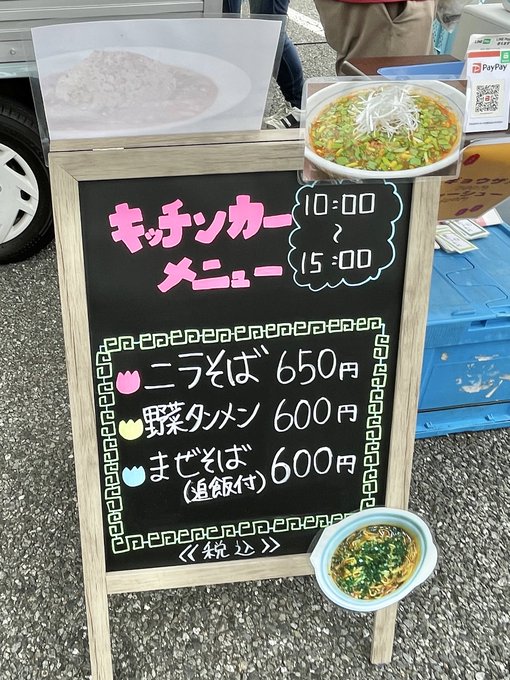 PayPay
キッチンカー
メニュー
10:00
~
15:00
ニラそば 650円
野菜タンメン 600円
まぜそば 600円
(追飯付)
≪税込≫